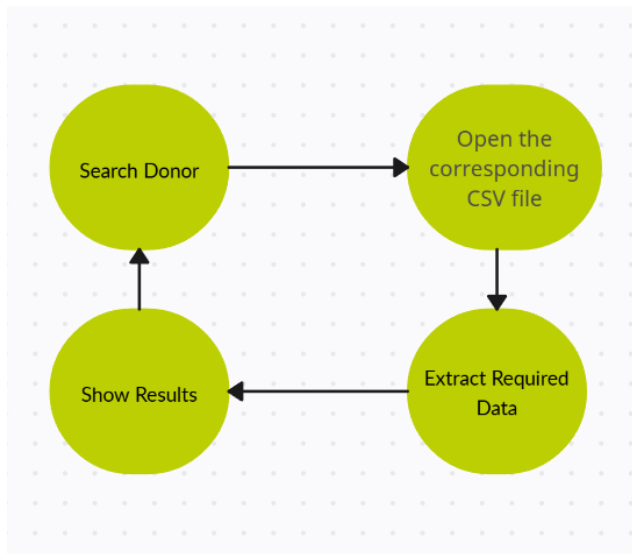 Search Donor
Open the
corresponding
CSV file
Show Results
Extract Required
Data